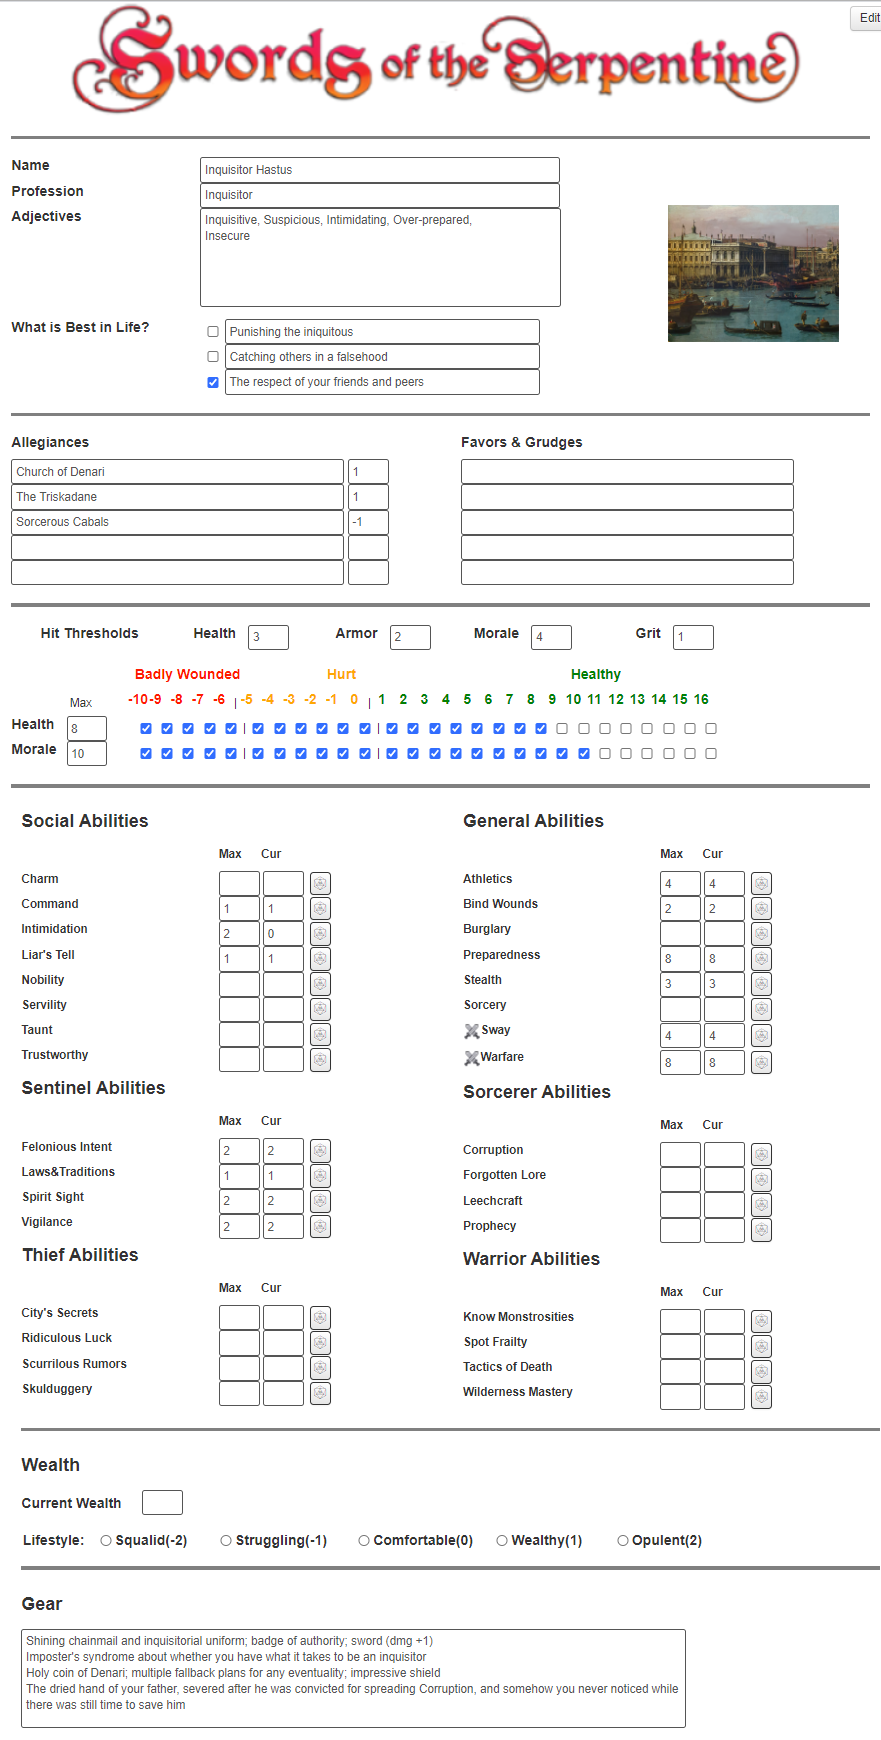 Swords of the Serpentine
Edit
Name
Inquisitor Hastus
Profession
Inquisitor
Adjectives
Inquisitive, Suspicious, Intimidating, Over-prepared,
Insecure
What is Best in Life?
Punishing the iniquitous
Catching others in a falsehood
The respect of your friends and peers
Allegiances
Church of Denari 1
The Triskadane 1
Sorcerous Cabals -1
Favors & Grudges
Hit Thresholds Health 3 Armor 2 Morale 4 Grit 1
Badly Wounded Hurt Healthy
Max -10 -9 -8 -7 -6 | -5 -4 -3 -2 -1 0 | 1 2 3 4 5 6 7 8 9 10 11 12 13 14 15 16
Health 8 | |
Morale 10 | |
Social Abilities
Max Cur
Charm
Command 1 1
Intimidation 2 0
Liar's Tell 1 1
Nobility
Servility
Taunt
Trustworthy
Sentinel Abilities
Max Cur
Felonious Intent 2 2
Laws&Traditions 1 1
Spirit Sight 2 2
Vigilance 2 2
Thief Abilities
Max Cur
City's Secrets
Ridiculous Luck
Scurrilous Rumors
Skulduggery
General Abilities
Max Cur
Athletics 4 4
Bind Wounds 2 2
Burglary
Preparedness 8 8
Stealth 3 3
Sorcery
Sway 4 4
Warfare 8 8
Sorcerer Abilities
Max Cur
Corruption
Forgotten Lore
Leechcraft
Prophecy
Warrior Abilities
Max Cur
Know Monstrosities
Spot Frailty
Tactics of Death
Wilderness Mastery
Wealth
Current Wealth
Lifestyle: Squalid(-2) Struggling(-1) Comfortable(0) Wealthy(1) Opulent(2)
Gear
Shining chainmail and inquisitorial uniform; badge of authority; sword (dmg +1)
Imposter's syndrome about whether you have what it takes to be an inquisitor
Holy coin of Denari; multiple fallback plans for any eventuality; impressive shield
The dried hand of your father, severed after he was convicted for spreading Corruption, and somehow you never noticed while
there was still time to save him